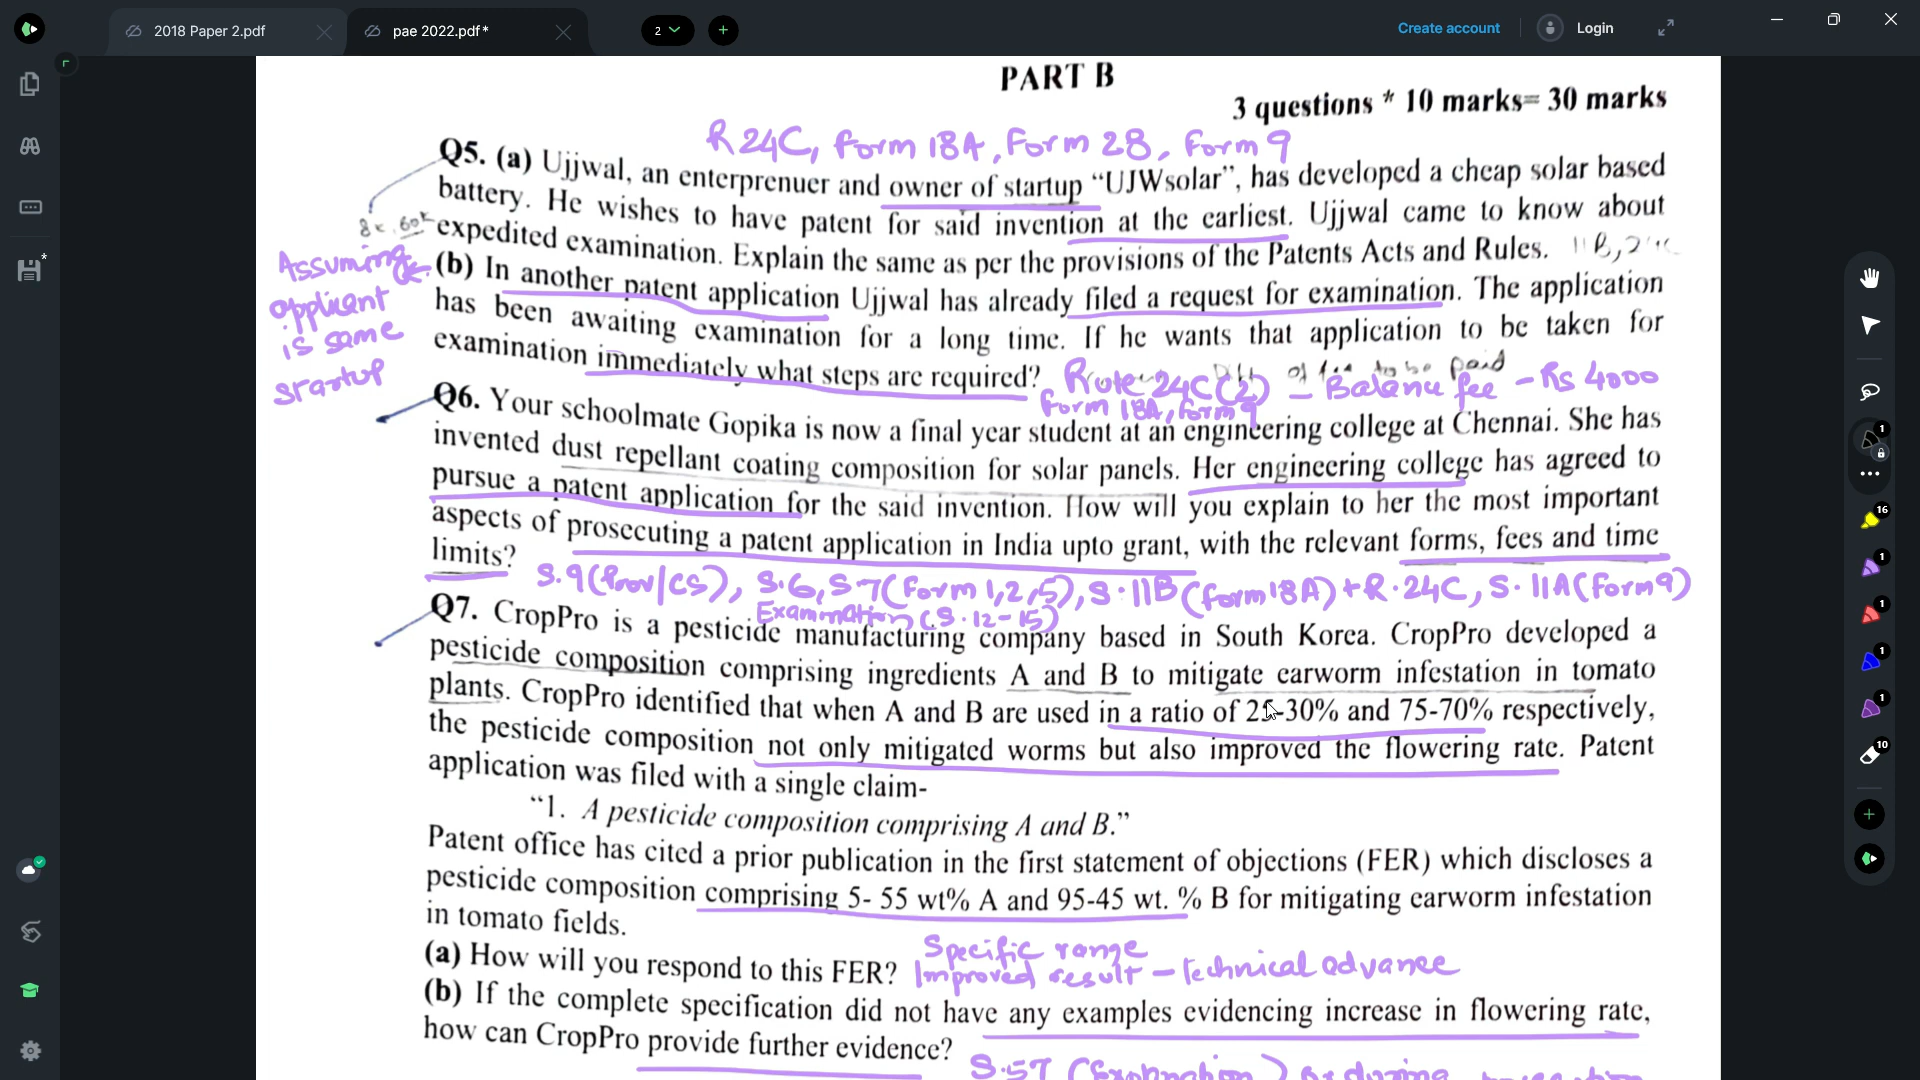 2018 Paper 2.pdf
pae 2022.pdf*
2
Create account
Login
PART B
3 questions * 10 marks= 30 marks
R 24C, Form 18A, Form 28, Form 9
Q5. (a) Ujjwal, an enterprenuer and owner of startup “UJWsolar”, has developed a cheap solar based
battery. He wishes to have patent for said invention at the earliest. Ujjwal came to know about
expedited examination. Explain the same as per the provisions of the Patents Acts and Rules.
(b) In another patent application Ujjwal has already filed a request for examination. The application
has been awaiting examination for a long time. If he wants that application to be taken for
examination immediately what steps are required?
Assuming
applicant
is same
startup
of fee to be paid
Rule 24C(2) – Balance fee – Rs 4000
Form 18A, Form 9
Q6. Your schoolmate Gopika is now a final year student at an engineering college at Chennai. She has
invented dust repellant coating composition for solar panels. Her engineering college has agreed to
pursue a patent application for the said invention. How will you explain to her the most important
aspects of prosecuting a patent application in India upto grant, with the relevant forms, fees and time
limits?
S.9(Prov/CS), S.6, S.7(Form 1,2,5), S.11B (Form 18A) + R.24C, S.11A(Form 9)
Examination (S.12-15)
Q7. CropPro is a pesticide manufacturing company based in South Korea. CropPro developed a
pesticide composition comprising ingredients A and B to mitigate earworm infestation in tomato
plants. CropPro identified that when A and B are used in a ratio of 25-30% and 75-70% respectively,
the pesticide composition not only mitigated worms but also improved the flowering rate. Patent
application was filed with a single claim-
“1. A pesticide composition comprising A and B.”
Patent office has cited a prior publication in the first statement of objections (FER) which discloses a
pesticide composition comprising 5- 55 wt% A and 95-45 wt. % B for mitigating earworm infestation
in tomato fields.
(a) How will you respond to this FER?
Specific range
Improved result – technical advance
(b) If the complete specification did not have any examples evidencing increase in flowering rate,
how can CropPro provide further evidence?
S.57
1
16
1
1
1
1
10